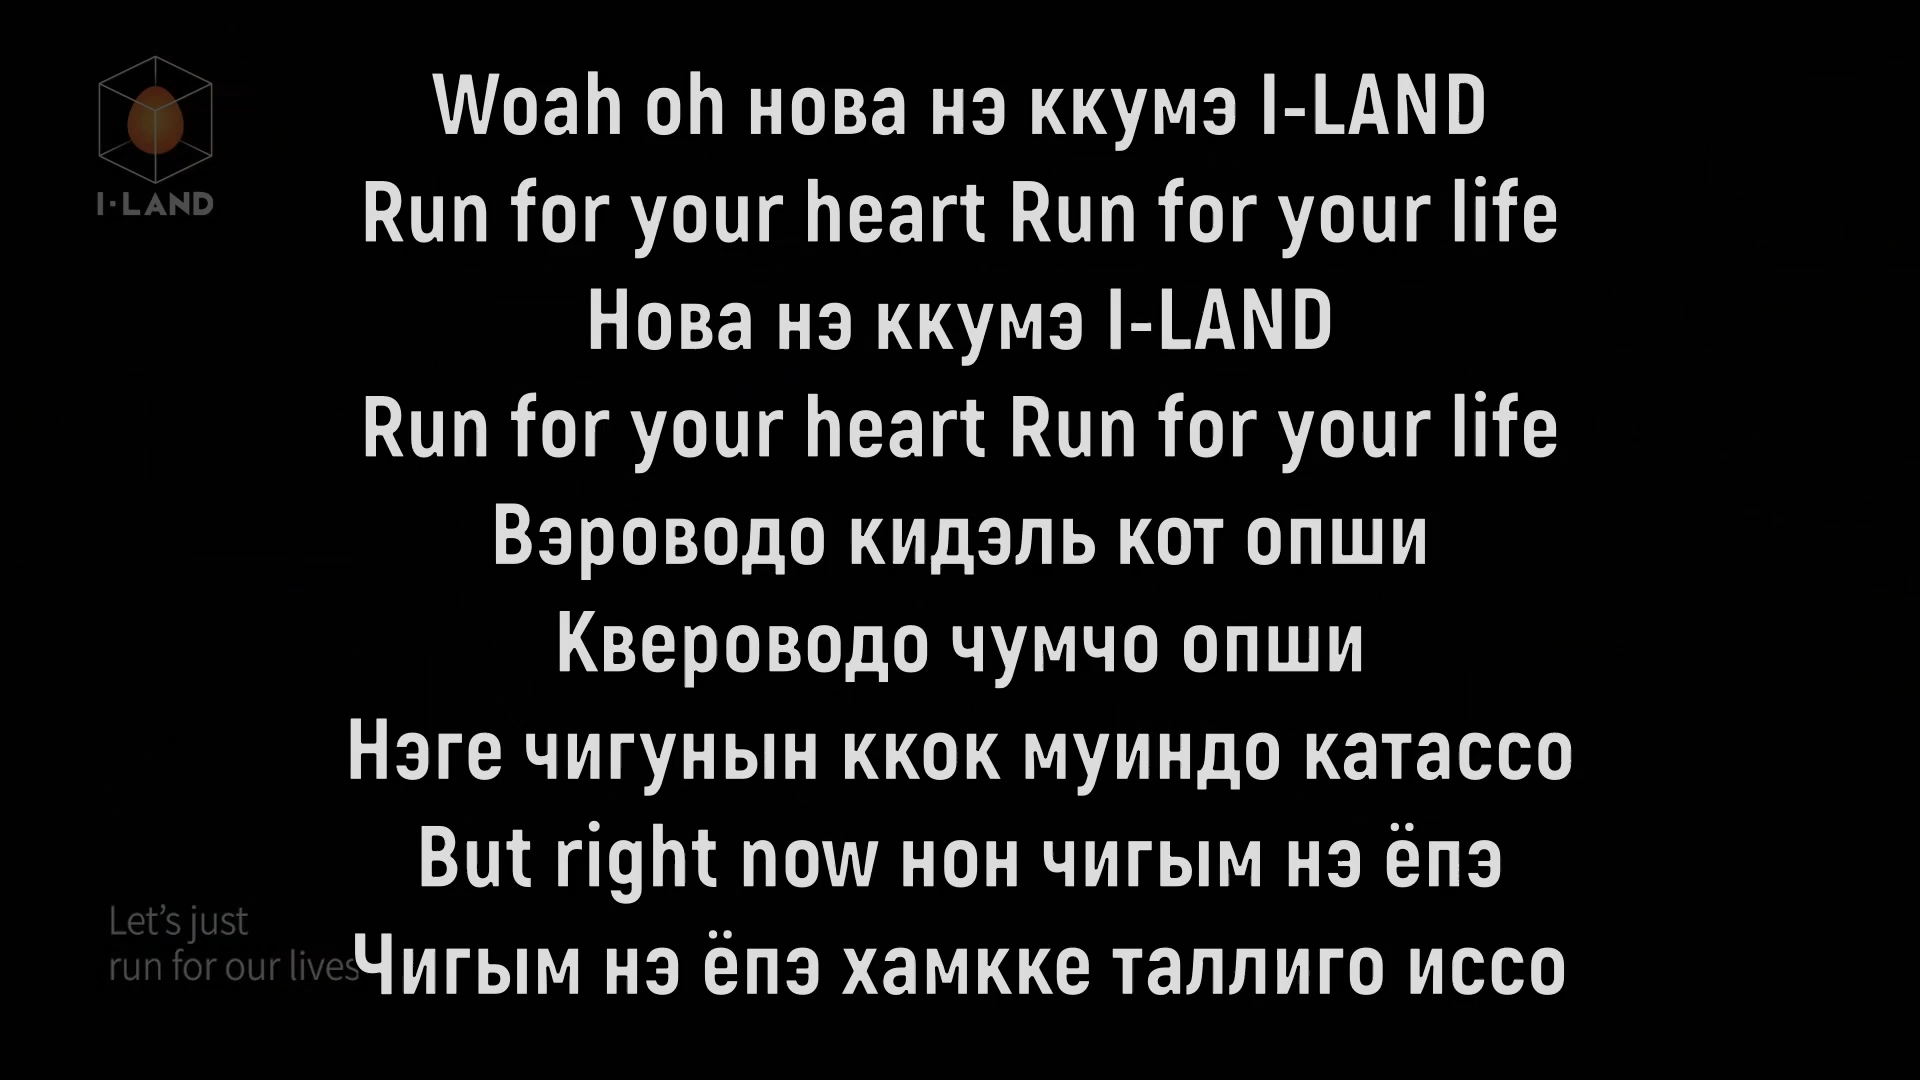 I·LAND
Woah oh нова нэ ккумэ I-LAND
Run for your heart Run for your life
Нова нэ ккумэ I-LAND
Run for your heart Run for your life
Вэроводо кидэль кот опши
Квероводо чумчо опши
Нэге чигунын ккок муиндо катассо
But right now нон чигым нэ ёпэ
Чигым нэ ёпэ хамкке таллиго иссо
Let's just
run for our lives